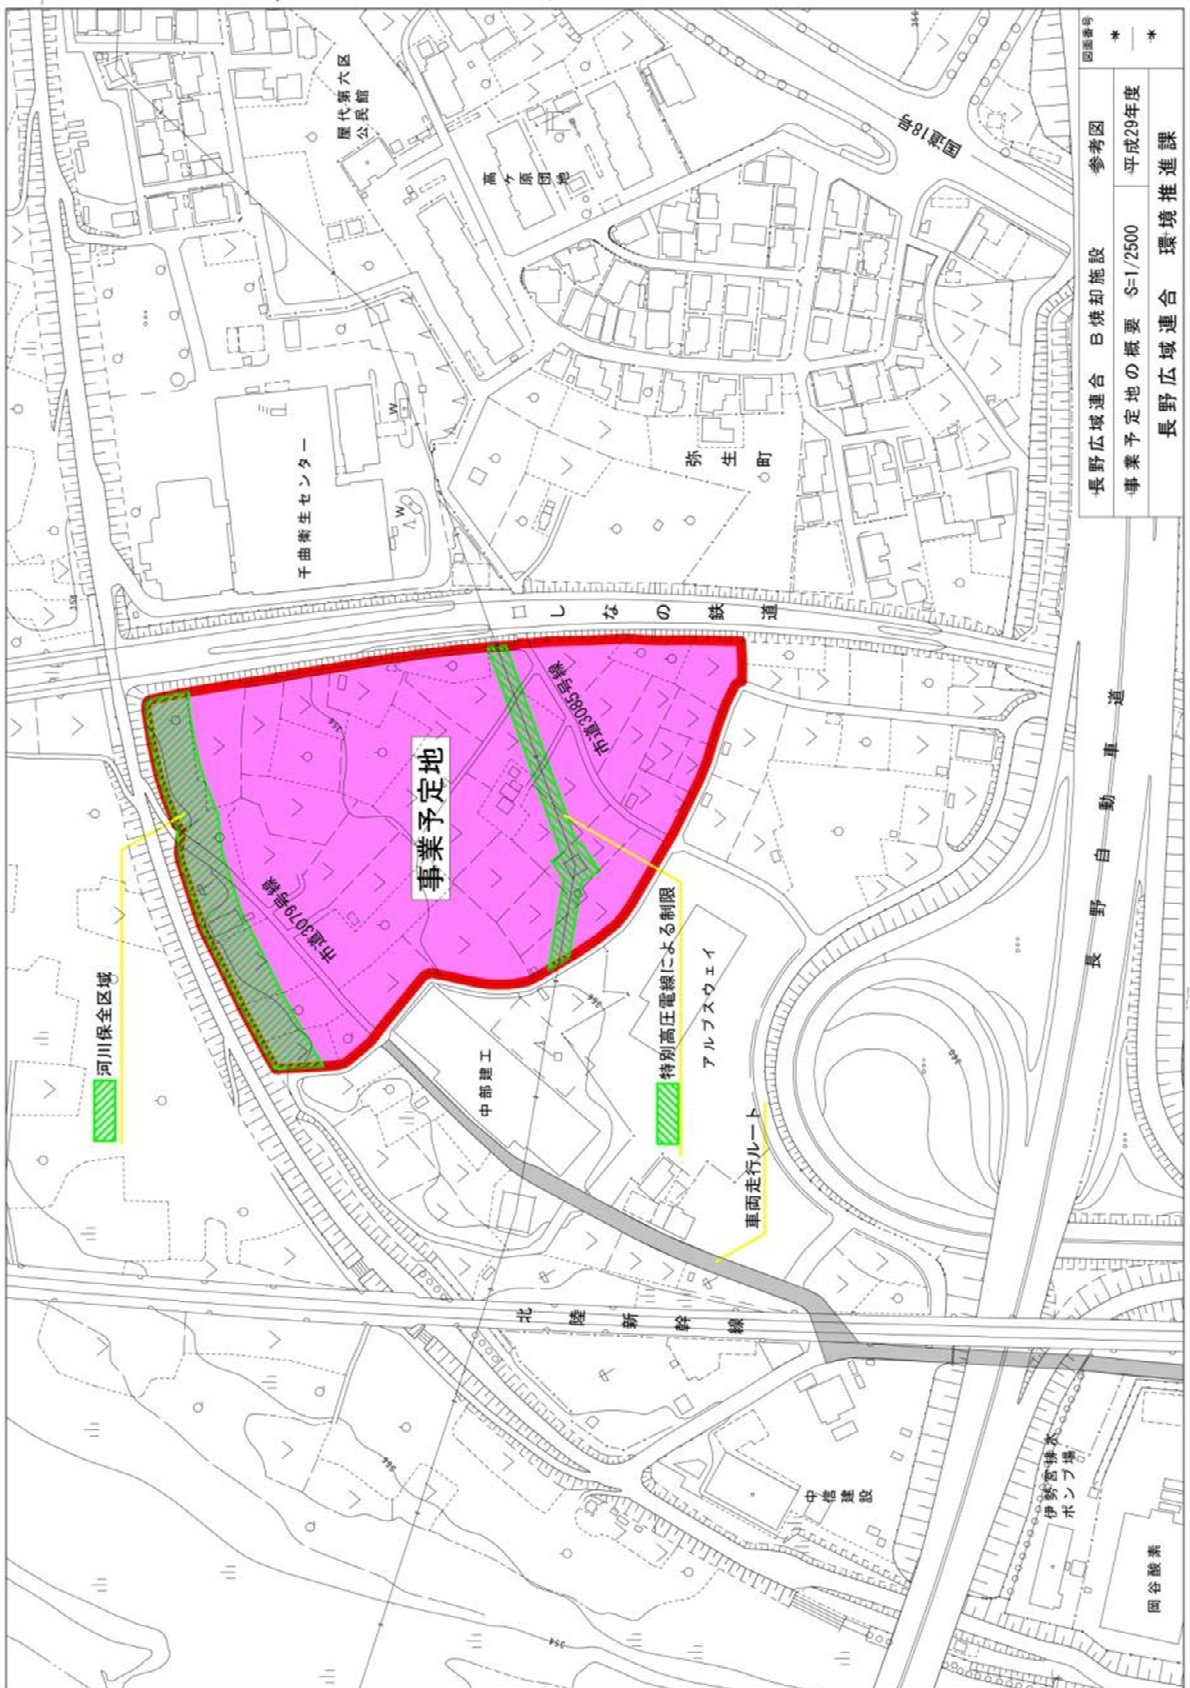 屋代第六区
公民館
高ヶ原団地
国道18号
千曲衛生センター
W
W
弥生町
しなの鉄道
事業予定地
市道3085号線
市道3079号線
河川保全区域
特別高圧電線による制限
車両走行ルート
中部建工
アルプスウェイ
長野自動車道
北陸新幹線
中信建設
伊勢宮排水
ポンプ場
岡谷酸素
356
354
356
356
360
356
354
長野広域連合 B焼却施設 参考図
図面番号
事業予定地の概要 S=1/2500 平成29年度
*
—
*
長野広域連合 環境推進課